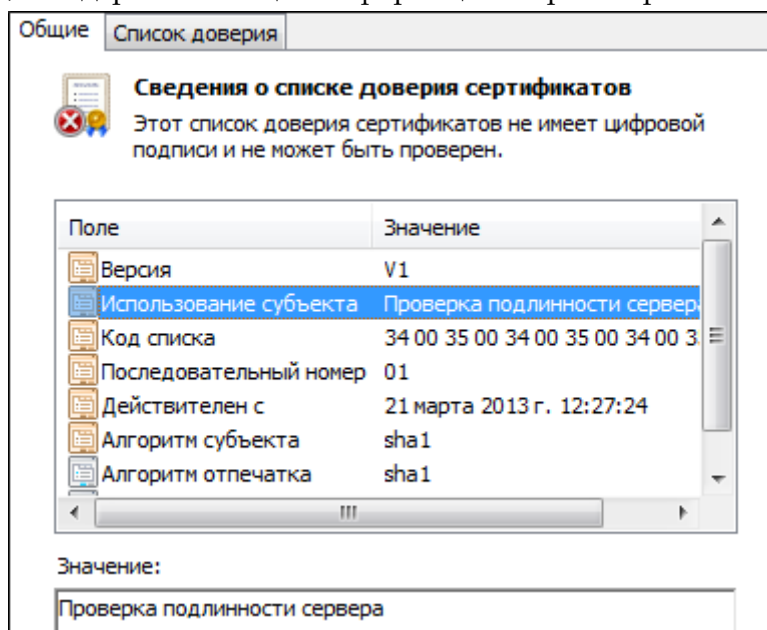 Общие Список доверия
Сведения о списке доверия сертификатов
Этот список доверия сертификатов не имеет цифровой
подписи и не может быть проверен.
Поле Значение
Версия V1
Использование субъекта Проверка подлинности сервера
Код списка 34 00 35 00 34 00 35 00 34 00 3
Последовательный номер 01
Действителен с 21 марта 2013 г. 12:27:24
Алгоритм субъекта sha1
Алгоритм отпечатка sha1
Значение:
Проверка подлинности сервера